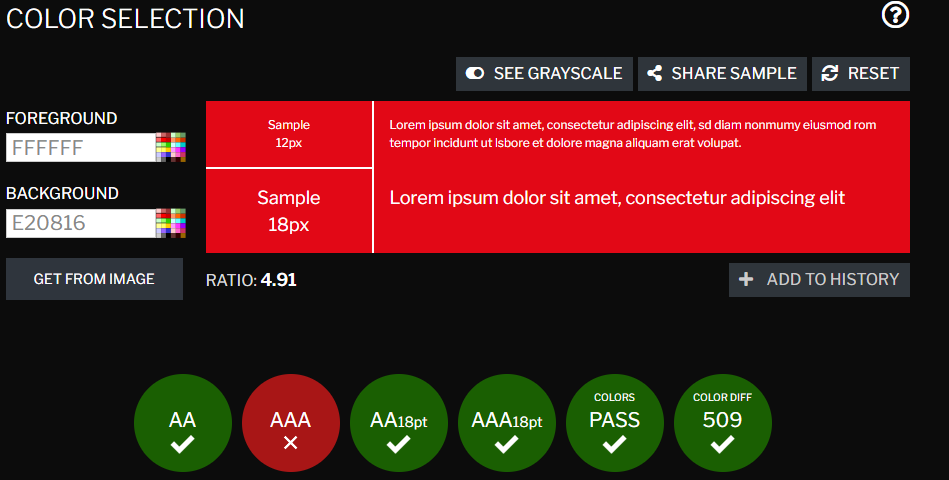 COLOR SELECTION
SEE GRAYSCALE
SHARE SAMPLE
RESET
FOREGROUND
FFFFFF
BACKGROUND
E20816
GET FROM IMAGE
Sample
12px
Lorem ipsum dolor sit amet, consectetur adipiscing elit, sd diam nonmumy eiusmod rom
tempor incidunt ut lsbore et dolore magna aliquam erat volupat.
Sample
18px
Lorem ipsum dolor sit amet, consectetur adipiscing elit
RATIO: 4.91
ADD TO HISTORY
AA
AAA
AA18pt
AAA18pt
COLORS
PASS
COLOR DIFF
509